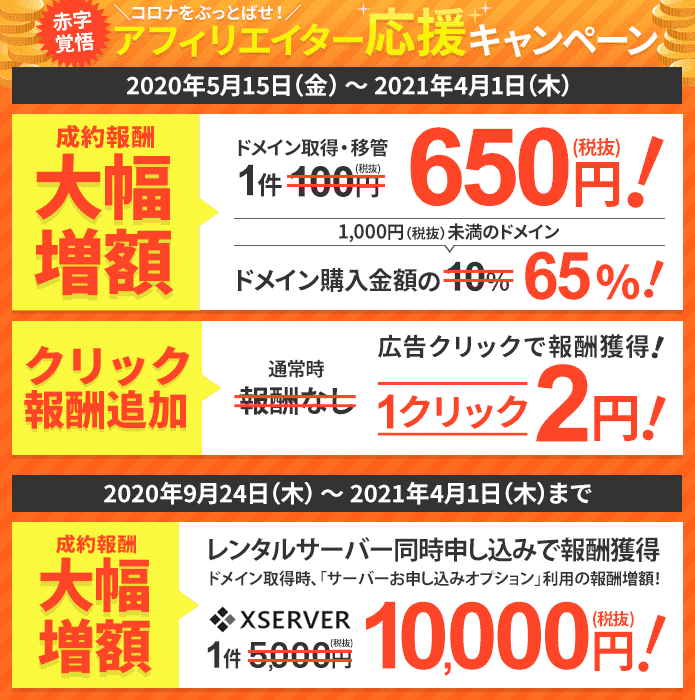 赤字
覚悟
＼コロナをぶっとばせ！／
アフィリエイター応援キャンペーン
2020年5月15日（金）～ 2021年4月1日（木）
成約報酬
大幅
増額
ドメイン取得・移管
1件 100円(税抜)
650円(税抜)!
1,000円（税抜）未満のドメイン
ドメイン購入金額の 10% 65%!
クリック
報酬追加
通常時
報酬なし
広告クリックで報酬獲得!
1クリック 2円!
2020年9月24日（木）～ 2021年4月1日（木）まで
成約報酬
大幅
増額
レンタルサーバー同時申し込みで報酬獲得
ドメイン取得時、「サーバーお申し込みオプション」利用の報酬増額!
XSERVER
1件 5,000円(税抜)
10,000円(税抜)!